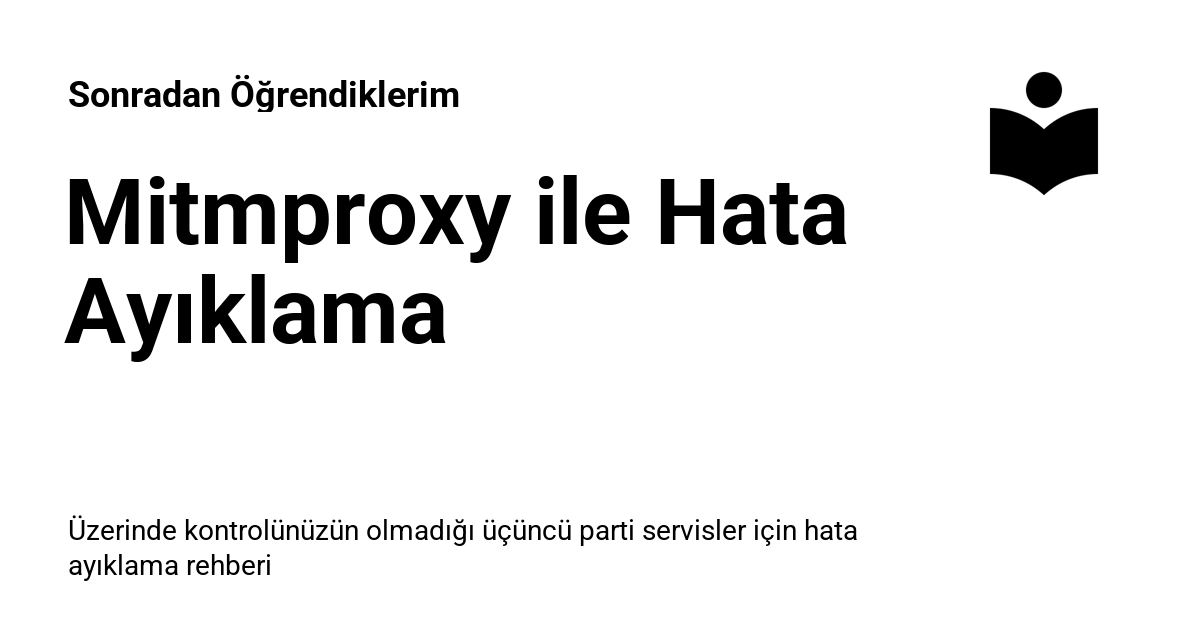 Sonradan Öğrendiklerim
Mitmproxy ile Hata
Ayıklama
Üzerinde kontrolünüzün olmadığı üçüncü parti servisler için hata
ayıklama rehberi